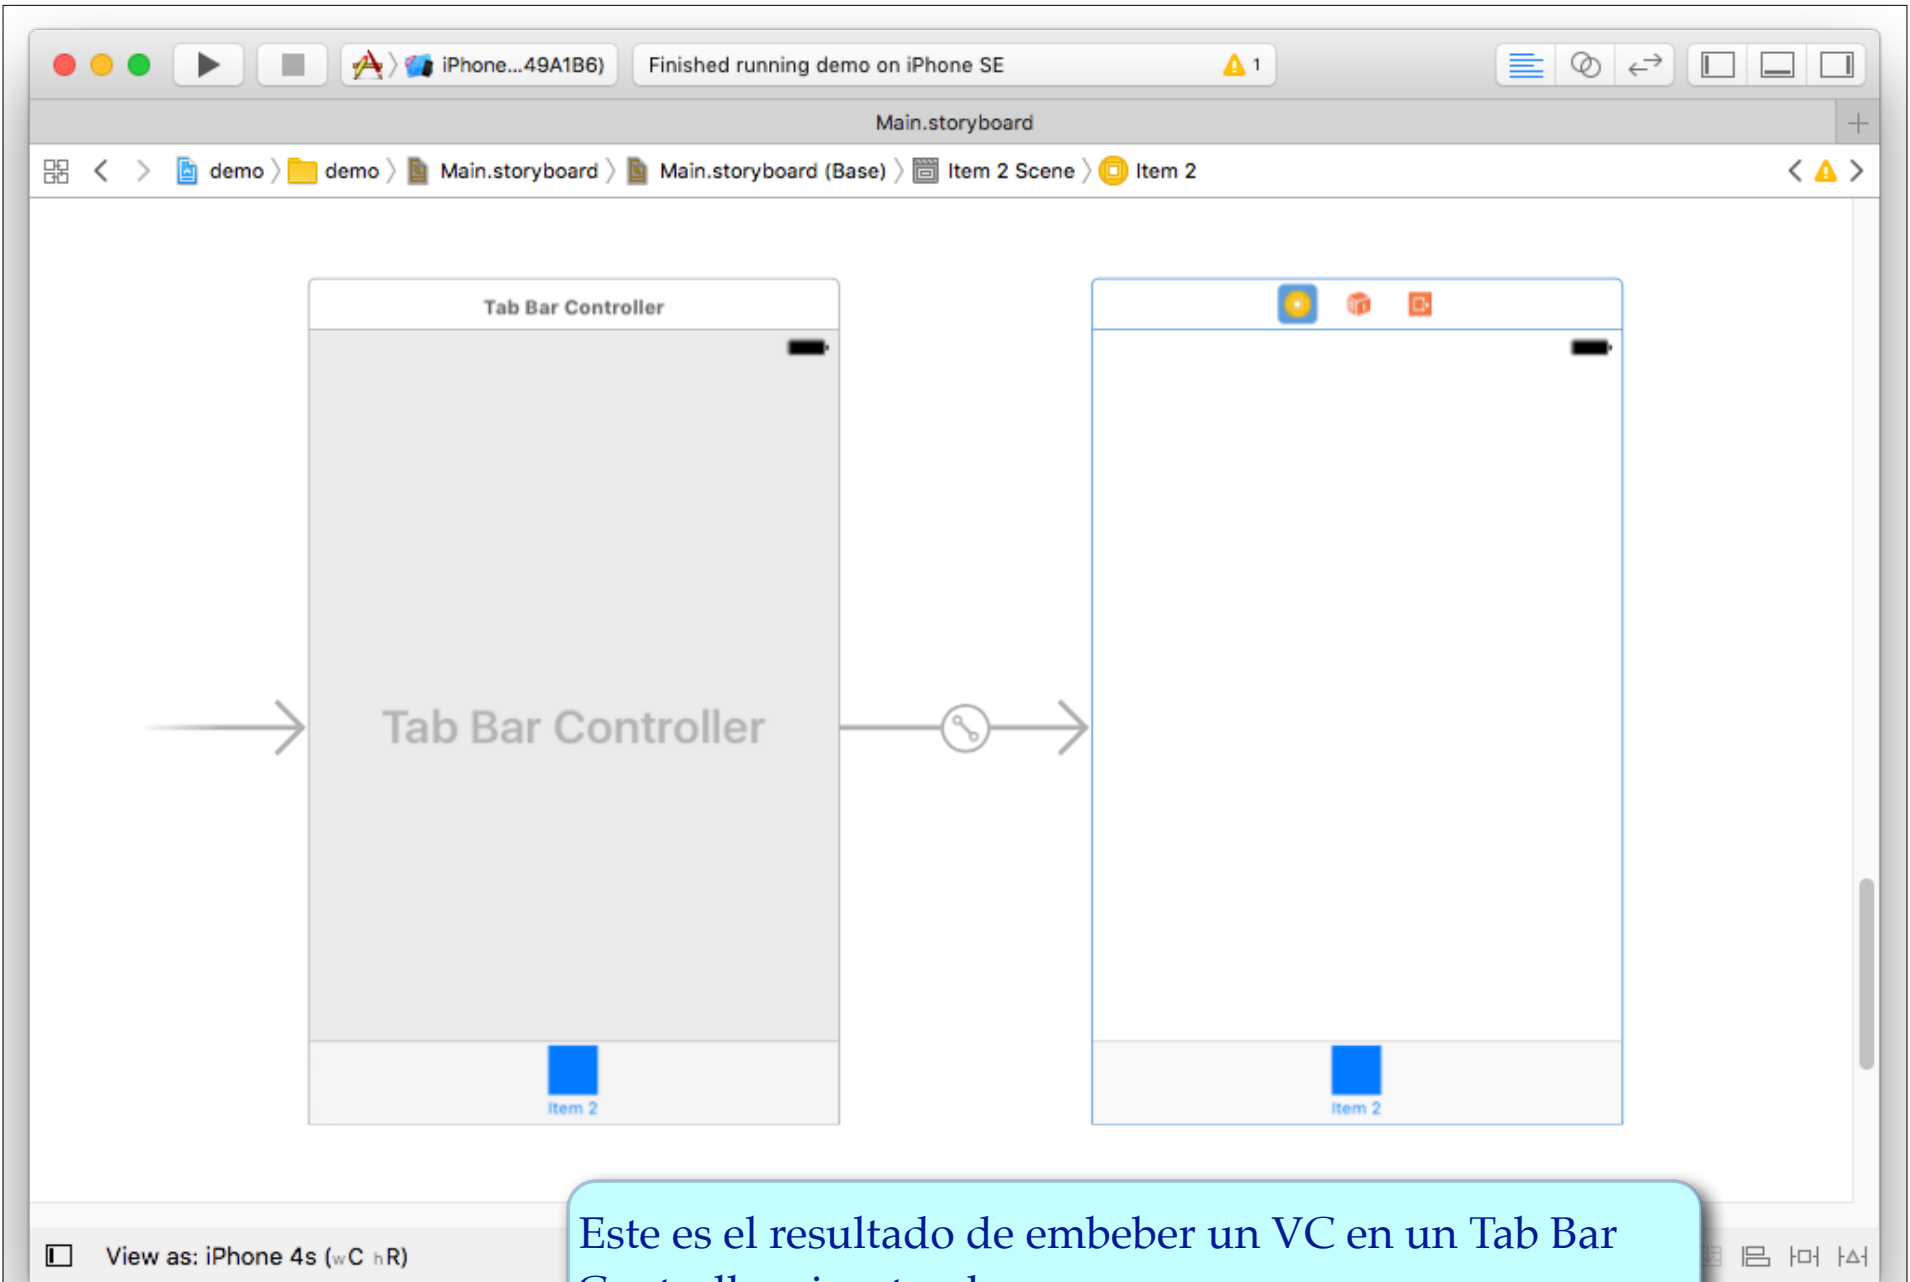 iPhone...49A1B6)
Finished running demo on iPhone SE
1
Main.storyboard
demo
demo
Main.storyboard
Main.storyboard (Base)
Item 2 Scene
Item 2
Tab Bar Controller
Tab Bar Controller
Item 2
Item 2
Este es el resultado de embeber un VC en un Tab Bar
View as: iPhone 4s (wC hR)